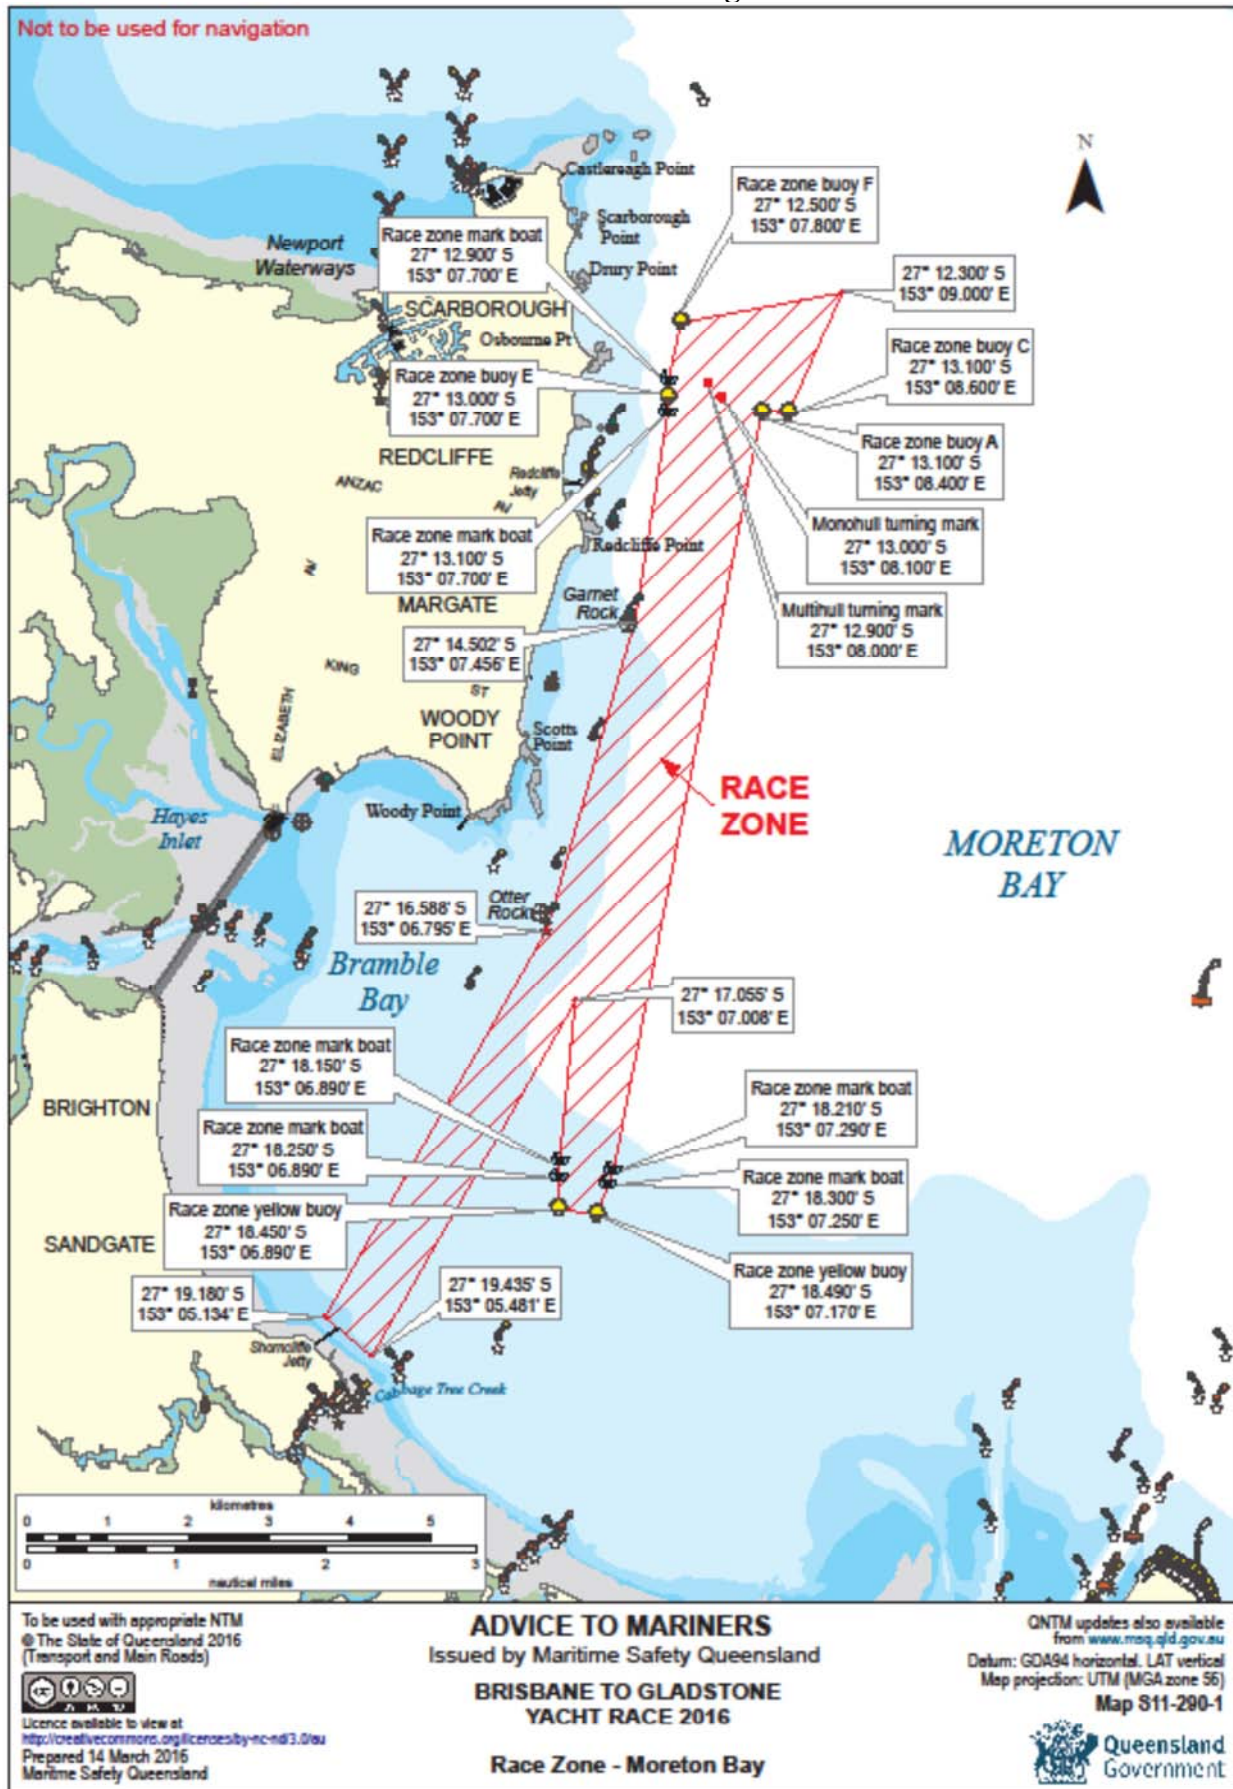 Not to be used for navigation
N
Castlereagh Point
Race zone buoy F
27° 12.500' S
153° 07.800' E
Scarborough
Point
Race zone mark boat
27° 12.900' S
153° 07.700' E
Newport
Waterways
Drury Point
27° 12.300' S
153° 09.000' E
SCARBOROUGH
Osbourne Pt
Race zone buoy C
27° 13.100' S
153° 08.600' E
Race zone buoy E
27° 13.000' S
153° 07.700' E
Race zone buoy A
27° 13.100' S
153° 08.400' E
REDCLIFFE
Redcliffe
Jetty
ANZAC
AV
Monohull turning mark
27° 13.000' S
153° 08.100' E
Race zone mark boat
27° 13.100' S
153° 07.700' E
Redcliffe Point
AV
Garnet
Rock
MARGATE
Multihull turning mark
27° 12.900' S
153° 08.000' E
27° 14.502' S
153° 07.456' E
KING
ST
ELIZABETH
WOODY
POINT
Scotts
Point
RACE
ZONE
Hayes
Inlet
Woody Point
MORETON
BAY
Otter
Rock
27° 16.588' S
153° 06.795' E
Bramble
Bay
27° 17.055' S
153° 07.008' E
Race zone mark boat
27° 18.150' S
153° 06.890' E
BRIGHTON
Race zone mark boat
27° 18.210' S
153° 07.290' E
Race zone mark boat
27° 18.250' S
153° 06.890' E
Race zone mark boat
27° 18.300' S
153° 07.250' E
Race zone yellow buoy
27° 18.450' S
153° 06.890' E
SANDGATE
Race zone yellow buoy
27° 18.490' S
153° 07.170' E
27° 19.180' S
153° 05.134' E
27° 19.435' S
153° 05.481' E
Shorncliffe
Jetty
Cabbage Tree Creek
kilometres
0 1 2 3 4 5
0 1 2 3
nautical miles
To be used with appropriate NTM
© The State of Queensland 2016
(Transport and Main Roads)
Licence available to view at
http://creativecommons.org/licenses/by-nc-nd/3.0/au
Prepared 14 March 2016
Maritime Safety Queensland
ADVICE TO MARINERS
Issued by Maritime Safety Queensland
BRISBANE TO GLADSTONE
YACHT RACE 2016
Race Zone - Moreton Bay
QNTM updates also available
from www.msq.qld.gov.au
Datum: GDA94 horizontal. LAT vertical
Map projection: UTM (MGA zone 56)
Map S11-290-1
Queensland
Government